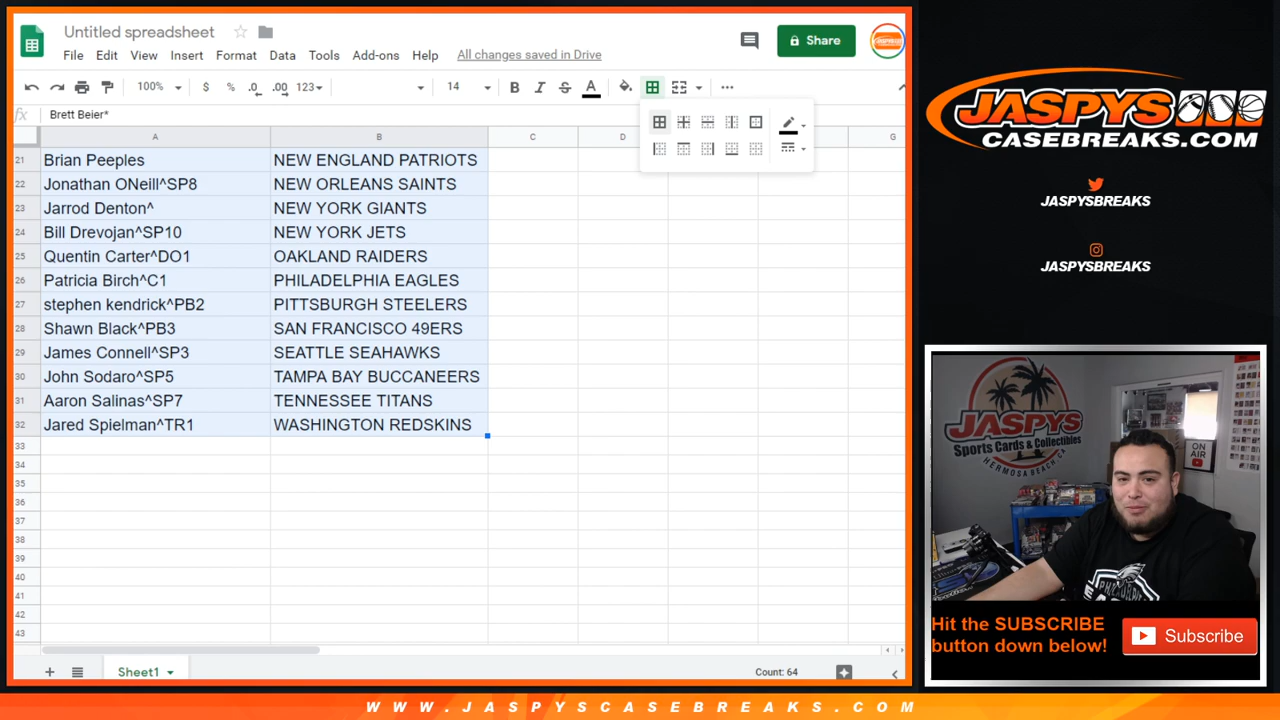 Untitled spreadsheet
File Edit View Insert Format Data Tools Add-ons Help All changes saved in Drive
Share
100% $ % .0 .00 123 14 B I S A
fx Brett Beier*
A B C D G
21 Brian Peeples NEW ENGLAND PATRIOTS
22 Jonathan ONeill^SP8 NEW ORLEANS SAINTS
23 Jarrod Denton^ NEW YORK GIANTS
24 Bill Drevojan^SP10 NEW YORK JETS
25 Quentin Carter^DO1 OAKLAND RAIDERS
26 Patricia Birch^C1 PHILADELPHIA EAGLES
27 stephen kendrick^PB2 PITTSBURGH STEELERS
28 Shawn Black^PB3 SAN FRANCISCO 49ERS
29 James Connell^SP3 SEATTLE SEAHAWKS
30 John Sodaro^SP5 TAMPA BAY BUCCANEERS
31 Aaron Salinas^SP7 TENNESSEE TITANS
32 Jared Spielman^TR1 WASHINGTON REDSKINS
33
34
35
36
37
38
39
40
41
42
43
Sheet1 Count: 64
JASPYS
CASEBREAKS.COM
JASPYSBREAKS
JASPYSBREAKS
JASPYS
Sports Cards & Collectibles
HERMOSA BEACH, CA
ON AIR
Hit the SUBSCRIBE
button down below!
Subscribe
WWW.JASPYSCASEBREAKS.COM